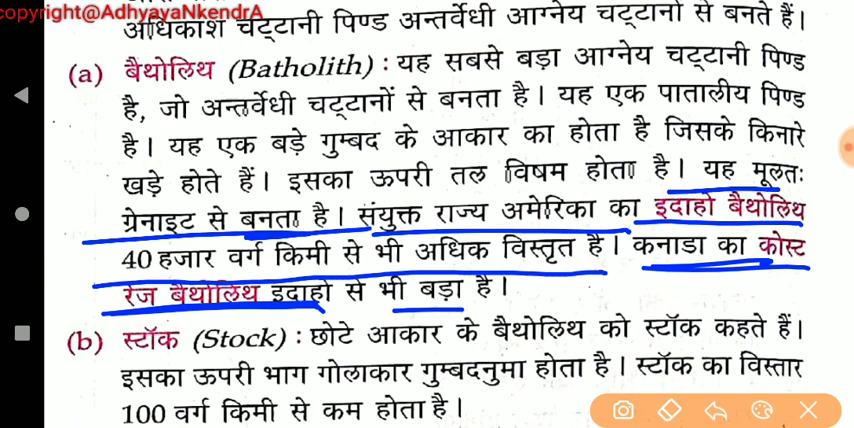 copyright@AdhyayaNkendrA
अधिकांश चट्टानी पिण्ड अन्तर्वेधी आग्नेय चट्टानों से बनते हैं।
(a) बैथोलिथ (Batholith) : यह सबसे बड़ा आग्नेय चट्टानी पिण्ड
है, जो अन्तर्वेधी चट्टानों से बनता है। यह एक पातालीय पिण्ड
है। यह एक बड़े गुम्बद के आकार का होता है जिसके किनारे
खड़े होते हैं। इसका ऊपरी तल विषम होता है। यह मूलतः
ग्रेनाइट से बनता है। संयुक्त राज्य अमेरिका का इदाहो बैथोलिथ
40 हजार वर्ग किमी से भी अधिक विस्तृत है। कनाडा का कोस्ट
रेंज बैथोलिथ इदाहो से भी बड़ा है।
(b) स्टॉक (Stock) : छोटे आकार के बैथोलिथ को स्टॉक कहते हैं।
इसका ऊपरी भाग गोलाकार गुम्बदनुमा होता है। स्टॉक का विस्तार
100 वर्ग किमी से कम होता है।